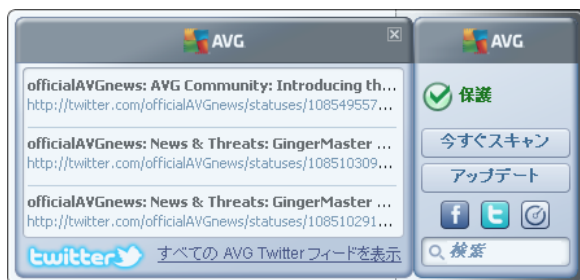 AVG
officialAVGnews: AVG Community: Introducing th...
http://twitter.com/officialAVGnews/statuses/108549557...
officialAVGnews: News & Threats: GingerMaster ...
http://twitter.com/officialAVGnews/statuses/108510309...
officialAVGnews: News & Threats: GingerMaster ...
http://twitter.com/officialAVGnews/statuses/108510291...
twitter すべての AVG Twitter フィードを表示
AVG
保護
今すぐスキャン
アップデート
検索